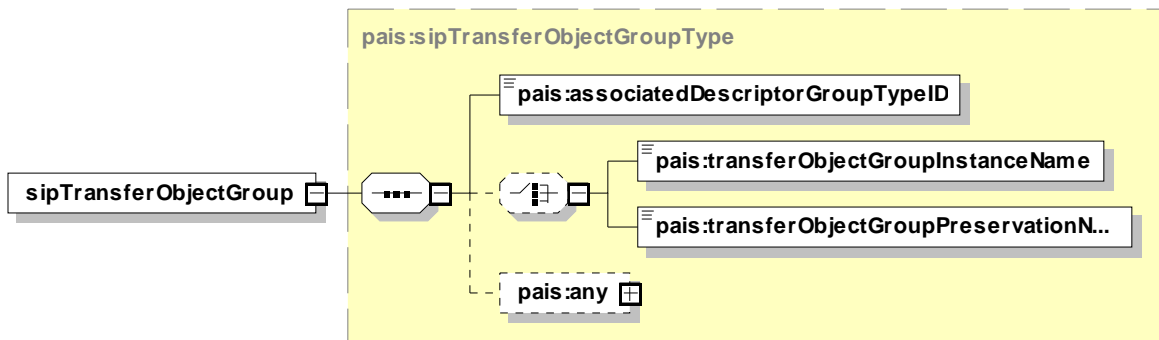 pais:sipTransferObjectGroupType
pais:associatedDescriptorGroupTypeID
pais:transferObjectGroupInstanceName
sipTransferObjectGroup
pais:transferObjectGroupPreservationN...
pais:any